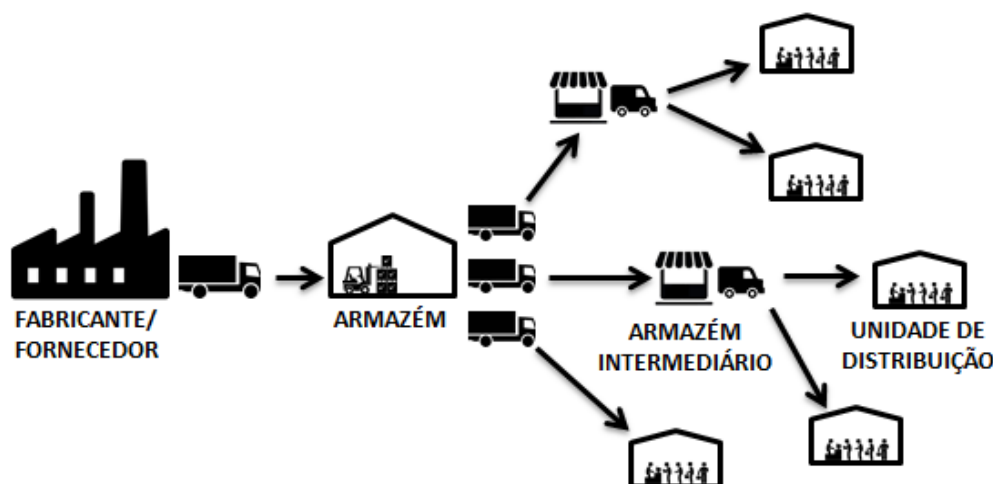 FABRICANTE/
FORNECEDOR
ARMAZÉM
ARMAZÉM
INTERMEDIÁRIO
UNIDADE DE
DISTRIBUIÇÃO